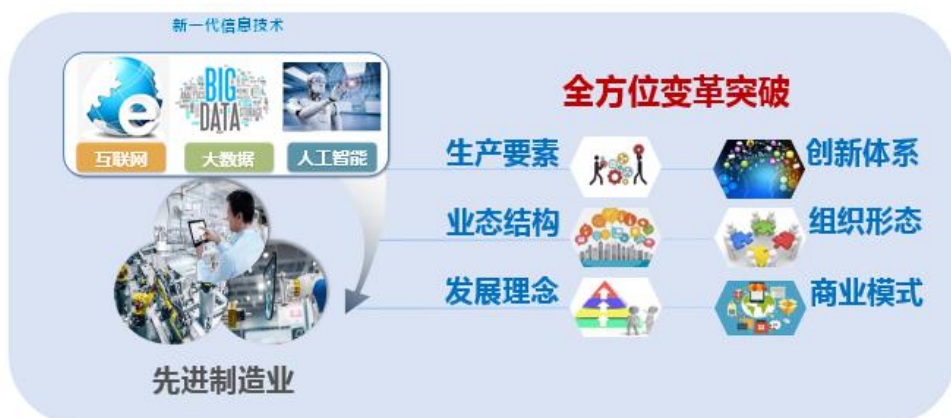 新一代信息技术
e
BIG
DATA
互联网
大数据
人工智能
先进制造业
全方位变革突破
生产要素
创新体系
业态结构
组织形态
发展理念
商业模式